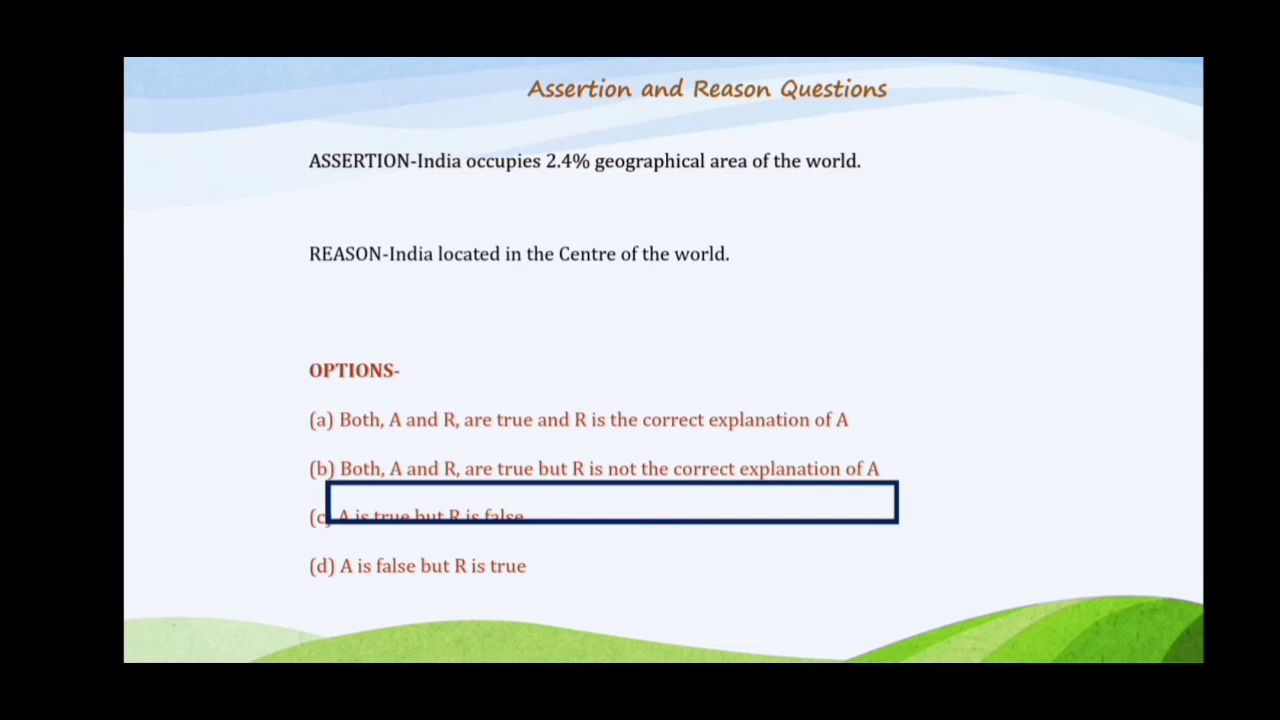 Assertion and Reason Questions
ASSERTION-India occupies 2.4% geographical area of the world.
REASON-India located in the Centre of the world.
OPTIONS-
(a) Both, A and R, are true and R is the correct explanation of A
(b) Both, A and R, are true but R is not the correct explanation of A
(c) A is true but R is false
(d) A is false but R is true